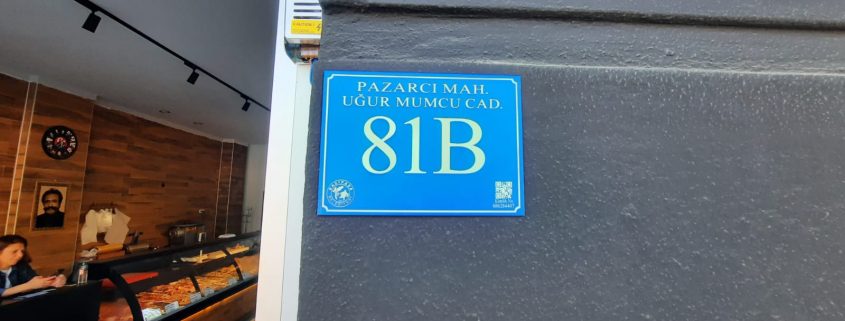 PAZARCI MAH.
UĞUR MUMCU CAD.
81B